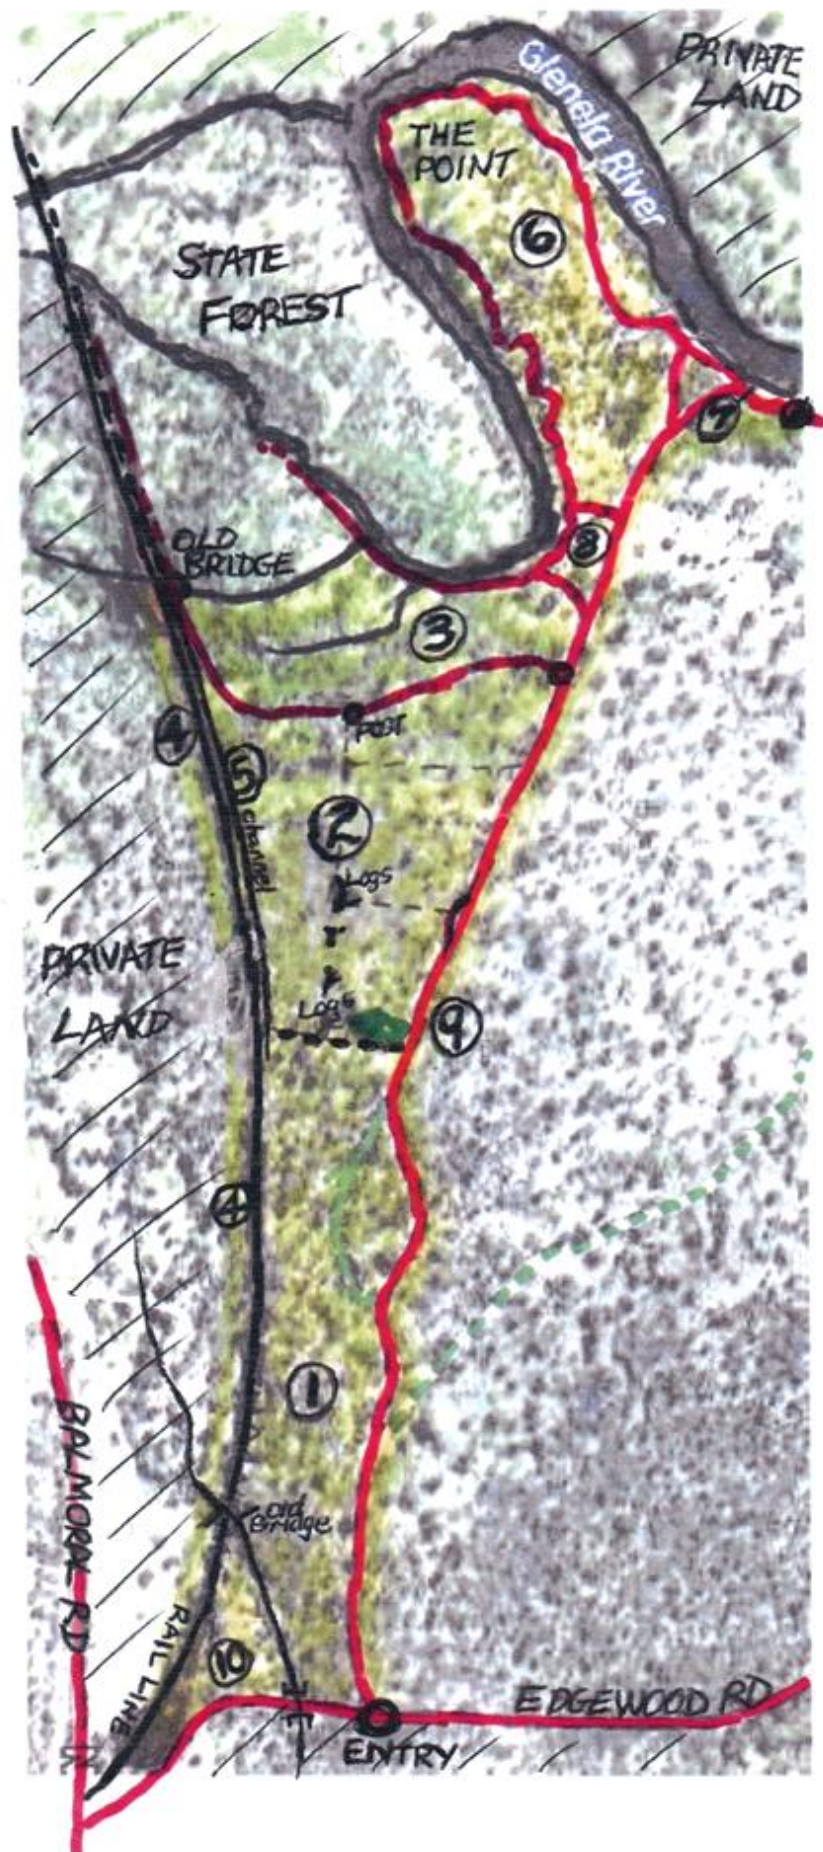 PRIVATE
LAND
Glenelg River
THE
POINT
6
STATE
FOREST
7
OLD
BRIDGE
8
3
4
POST
5
channel
2
Logs
PRIVATE
LAND
Logs
9
4
1
BALMORAL RD
Old
Bridge
RAIL LINE
10
EDGEWOOD RD
ENTRY